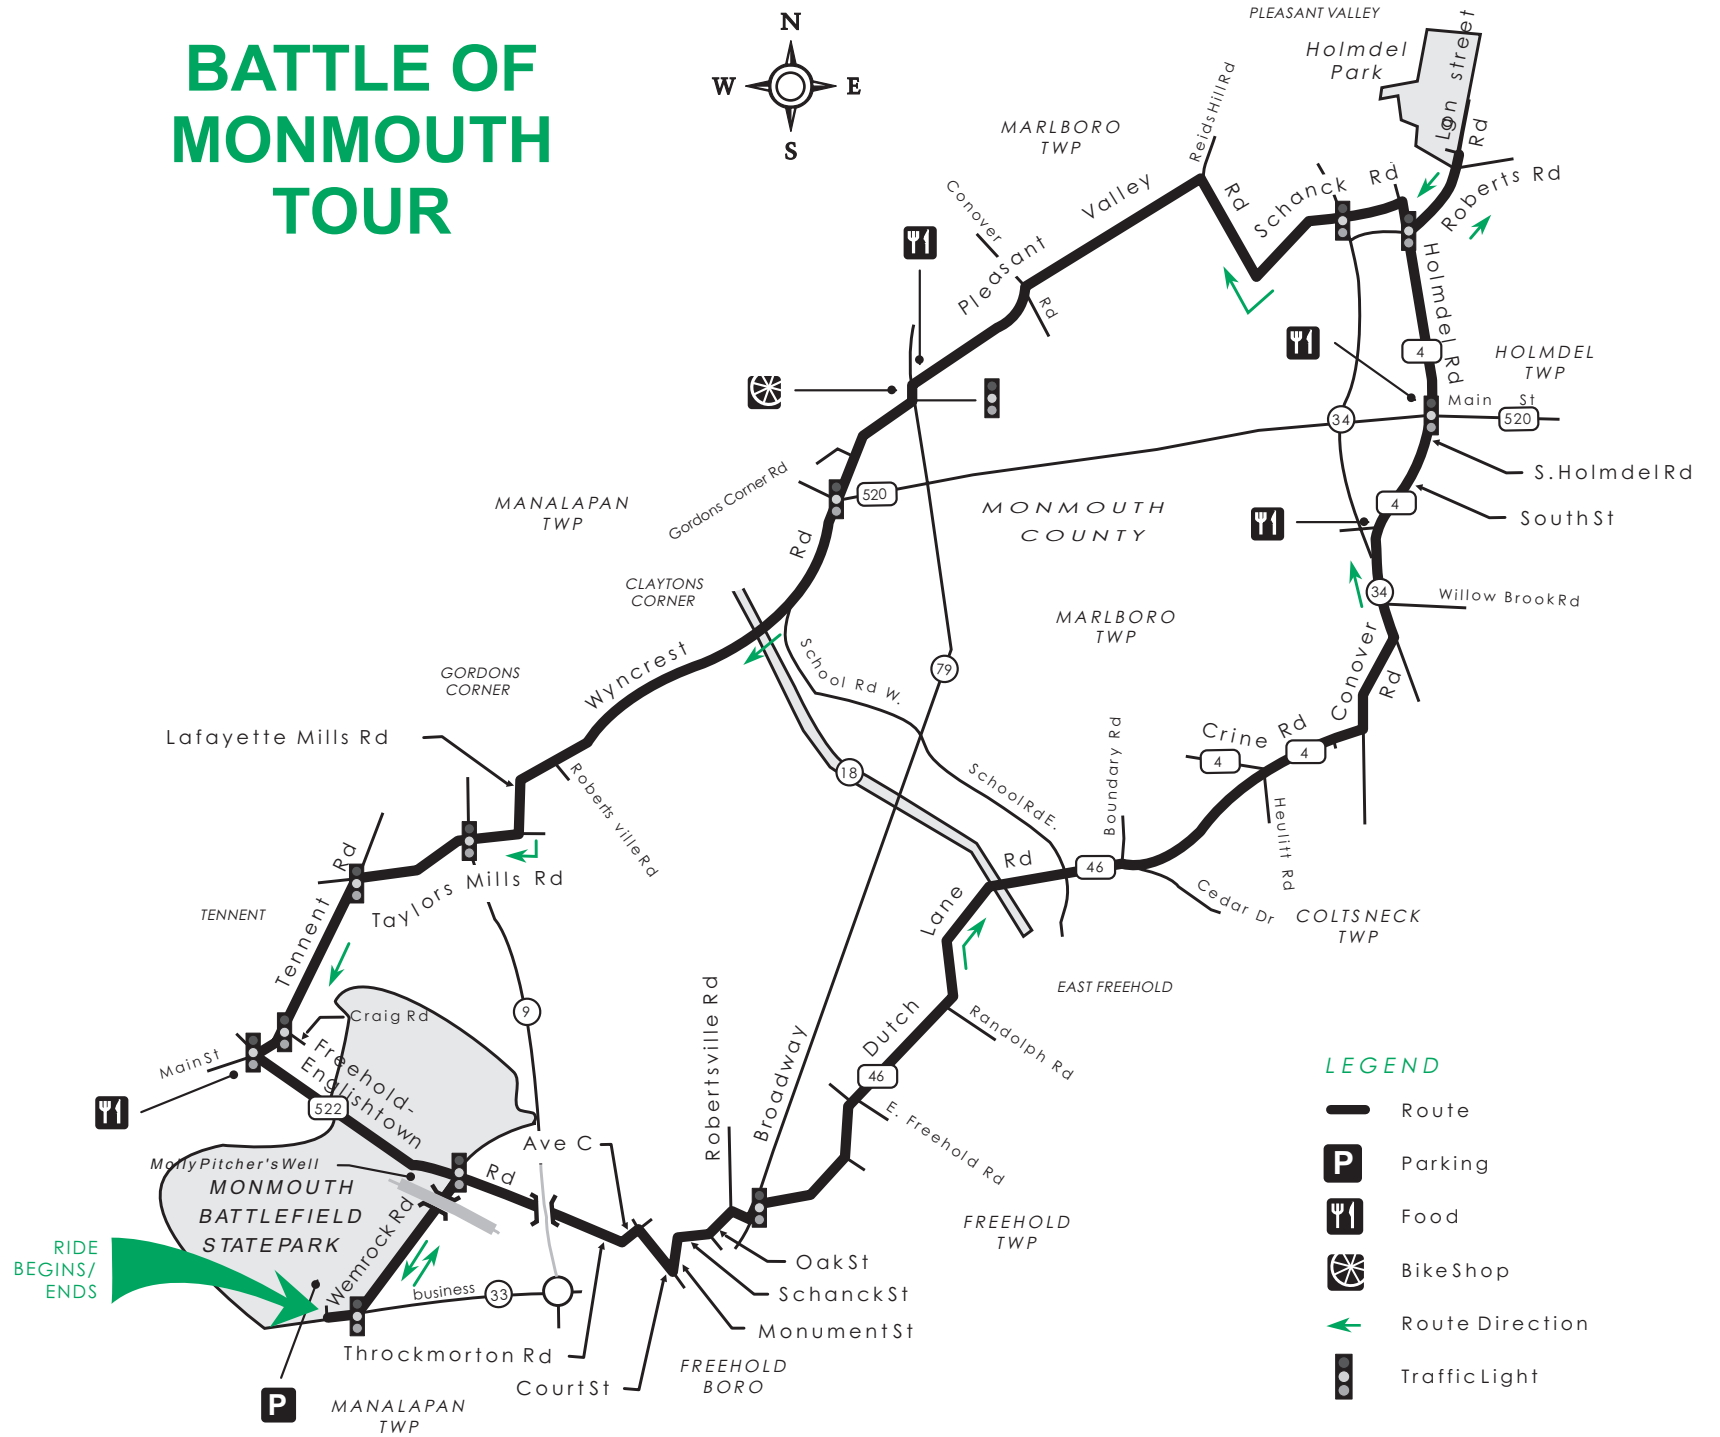 BATTLE OF
MONMOUTH
TOUR
N
W
E
S
PLEASANT VALLEY
Holmdel
Park
Longstreet
Rd
MARLBORO
TWP
Reids Hill Rd
Roberts Rd
Schanck Rd
Conover
Rd
Pleasant Valley
Rd
Holmdel Rd
4
HOLMDEL
TWP
Main St
520
34
S. Holmdel Rd
4
South St
Gordons Corner Rd
520
MANALAPAN
TWP
MONMOUTH
COUNTY
Rd
CLAYTONS
CORNER
34
Willow Brook Rd
MARLBORO
TWP
School Rd W.
Wyncrest
79
GORDONS
CORNER
Conover
Rd
Lafayette Mills Rd
Crine Rd
4
4
Boundary Rd
18
School Rd E.
Roberts ville Rd
Heulitt Rd
Rd
Taylors Mills Rd
Rd
46
Cedar Dr
COLTS NECK
TWP
TENNENT
Tennent
Lane
EAST FREEHOLD
Robertsville Rd
9
Craig Rd
Dutch
Randolph Rd
Main St
Freehold-
Englishtown
Broadway
46
522
E. Freehold Rd
Ave C
Molly Pitcher's Well
Rd
MONMOUTH
BATTLEFIELD
STATE PARK
Wemrock Rd
FREEHOLD
TWP
RIDE
BEGINS/
ENDS
Oak St
business
33
Schanck St
Monument St
Throckmorton Rd
Court St
FREEHOLD
BORO
P
MANALAPAN
TWP
LEGEND
Route
P
Parking
Food
Bike Shop
Route Direction
Traffic Light